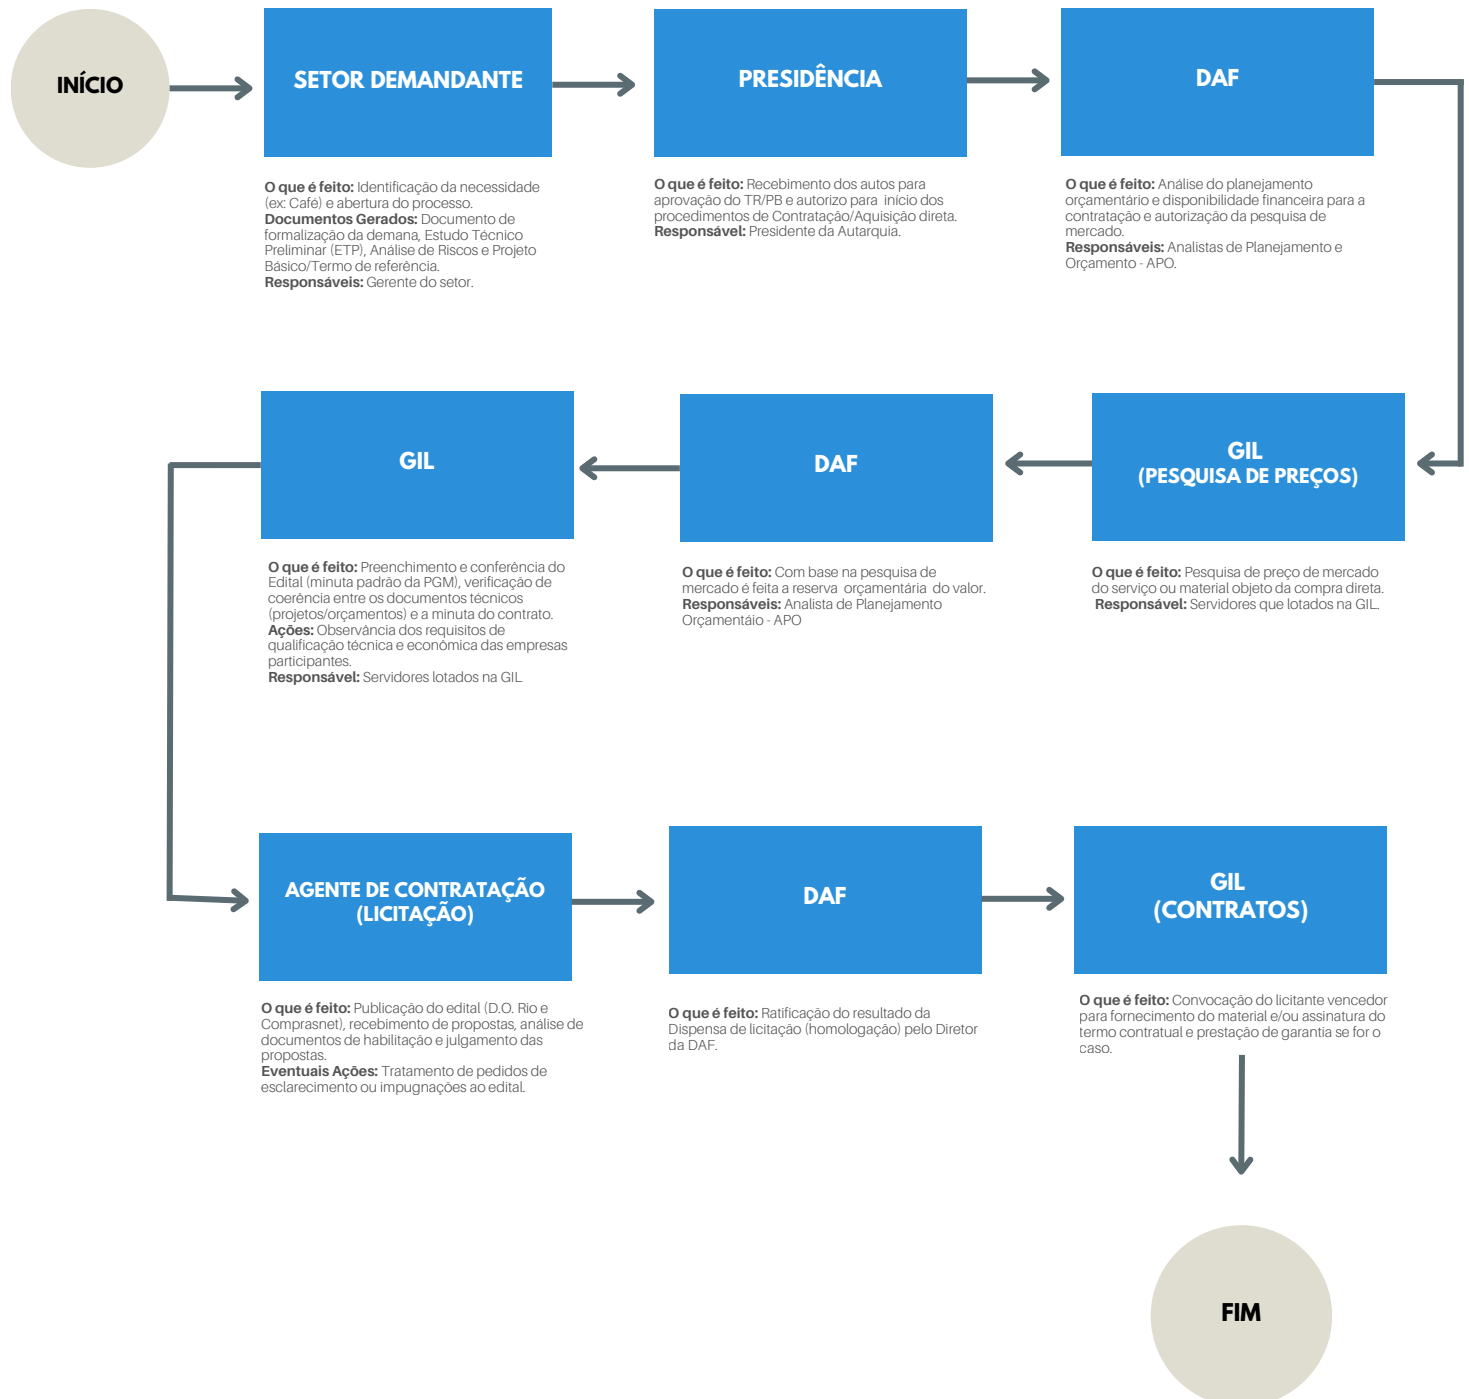 INÍCIO
SETOR DEMANDANTE
PRESIDÊNCIA
DAF
O que é feito: Identificação da necessidade
(ex: Café) e abertura do processo.
Documentos Gerados: Documento de
formalização da demana, Estudo Técnico
Preliminar (ETP), Análise de Riscos e Projeto
Básico/Termo de referência.
Responsáveis: Gerente do setor.
O que é feito: Recebimento dos autos para
aprovação do TR/PB e autorizo para início dos
procedimentos de Contratação/Aquisição direta.
Responsável: Presidente da Autarquia.
O que é feito: Análise do planejamento
orçamentário e disponibilidade financeira para a
contratação e autorização da pesquisa de
mercado.
Responsáveis: Analistas de Planejamento e
Orçamento - APO.
GIL
DAF
GIL
(PESQUISA DE PREÇOS)
O que é feito: Preenchimento e conferência do
Edital (minuta padrão da PGM), verificação de
coerência entre os documentos técnicos
(projetos/orçamentos) e a minuta do contrato.
Ações: Observância dos requisitos de
qualificação técnica e econômica das empresas
participantes.
Responsável: Servidores lotados na GIL.
O que é feito: Com base na pesquisa de
mercado é feita a reserva orçamentária do valor.
Responsáveis: Analista de Planejamento
Orçamentáio - APO
O que é feito: Pesquisa de preço de mercado
do serviço ou material objeto da compra direta.
Responsável: Servidores que lotados na GIL.
AGENTE DE CONTRATAÇÃO
(LICITAÇÃO)
DAF
GIL
(CONTRATOS)
O que é feito: Publicação do edital (D.O. Rio e
Comprasnet), recebimento de propostas, análise de
documentos de habilitação e julgamento das
propostas.
Eventuais Ações: Tratamento de pedidos de
esclarecimento ou impugnações ao edital.
O que é feito: Ratificação do resultado da
Dispensa de licitação (homologação) pelo Diretor
da DAF.
O que é feito: Convocação do licitante vencedor
para fornecimento do material e/ou assinatura do
termo contratual e prestação de garantia se for o
caso.
FIM